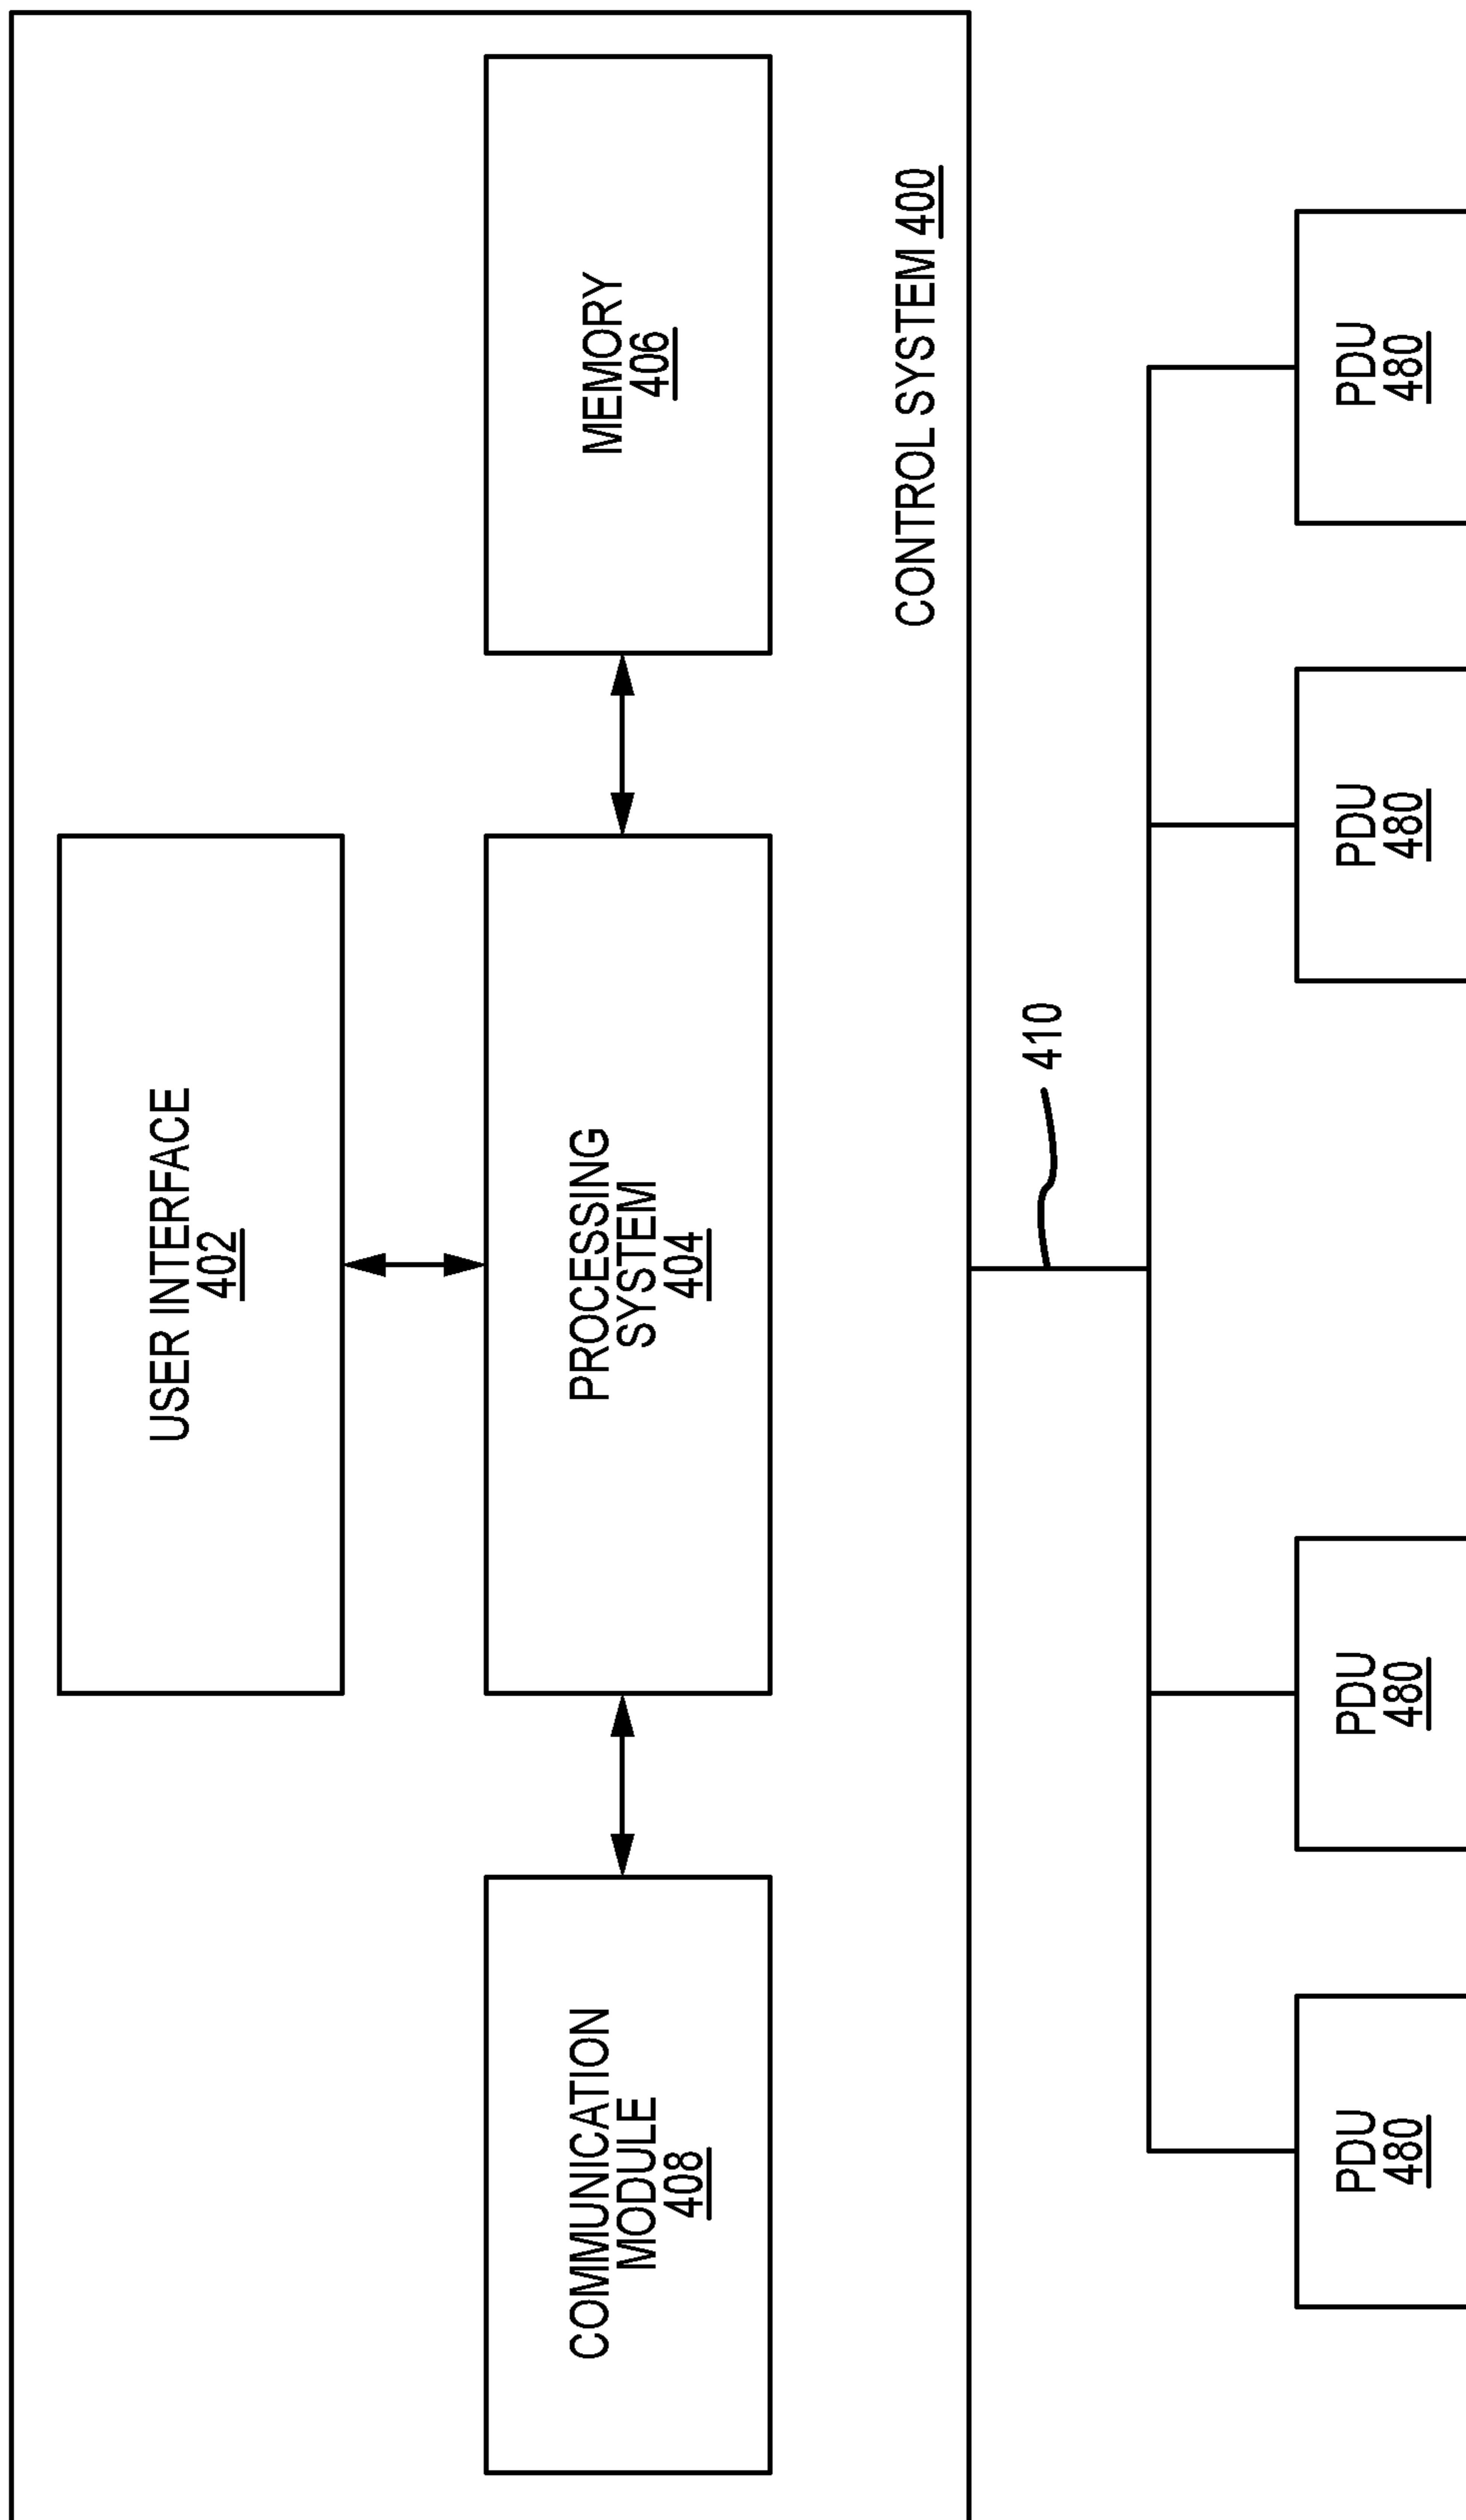 USER INTERFACE
402
COMMUNICATION
MODULE
408
PROCESSING
SYSTEM
404
MEMORY
406
CONTROL SYSTEM 400
410
PDU
480
PDU
480
PDU
480
PDU
480